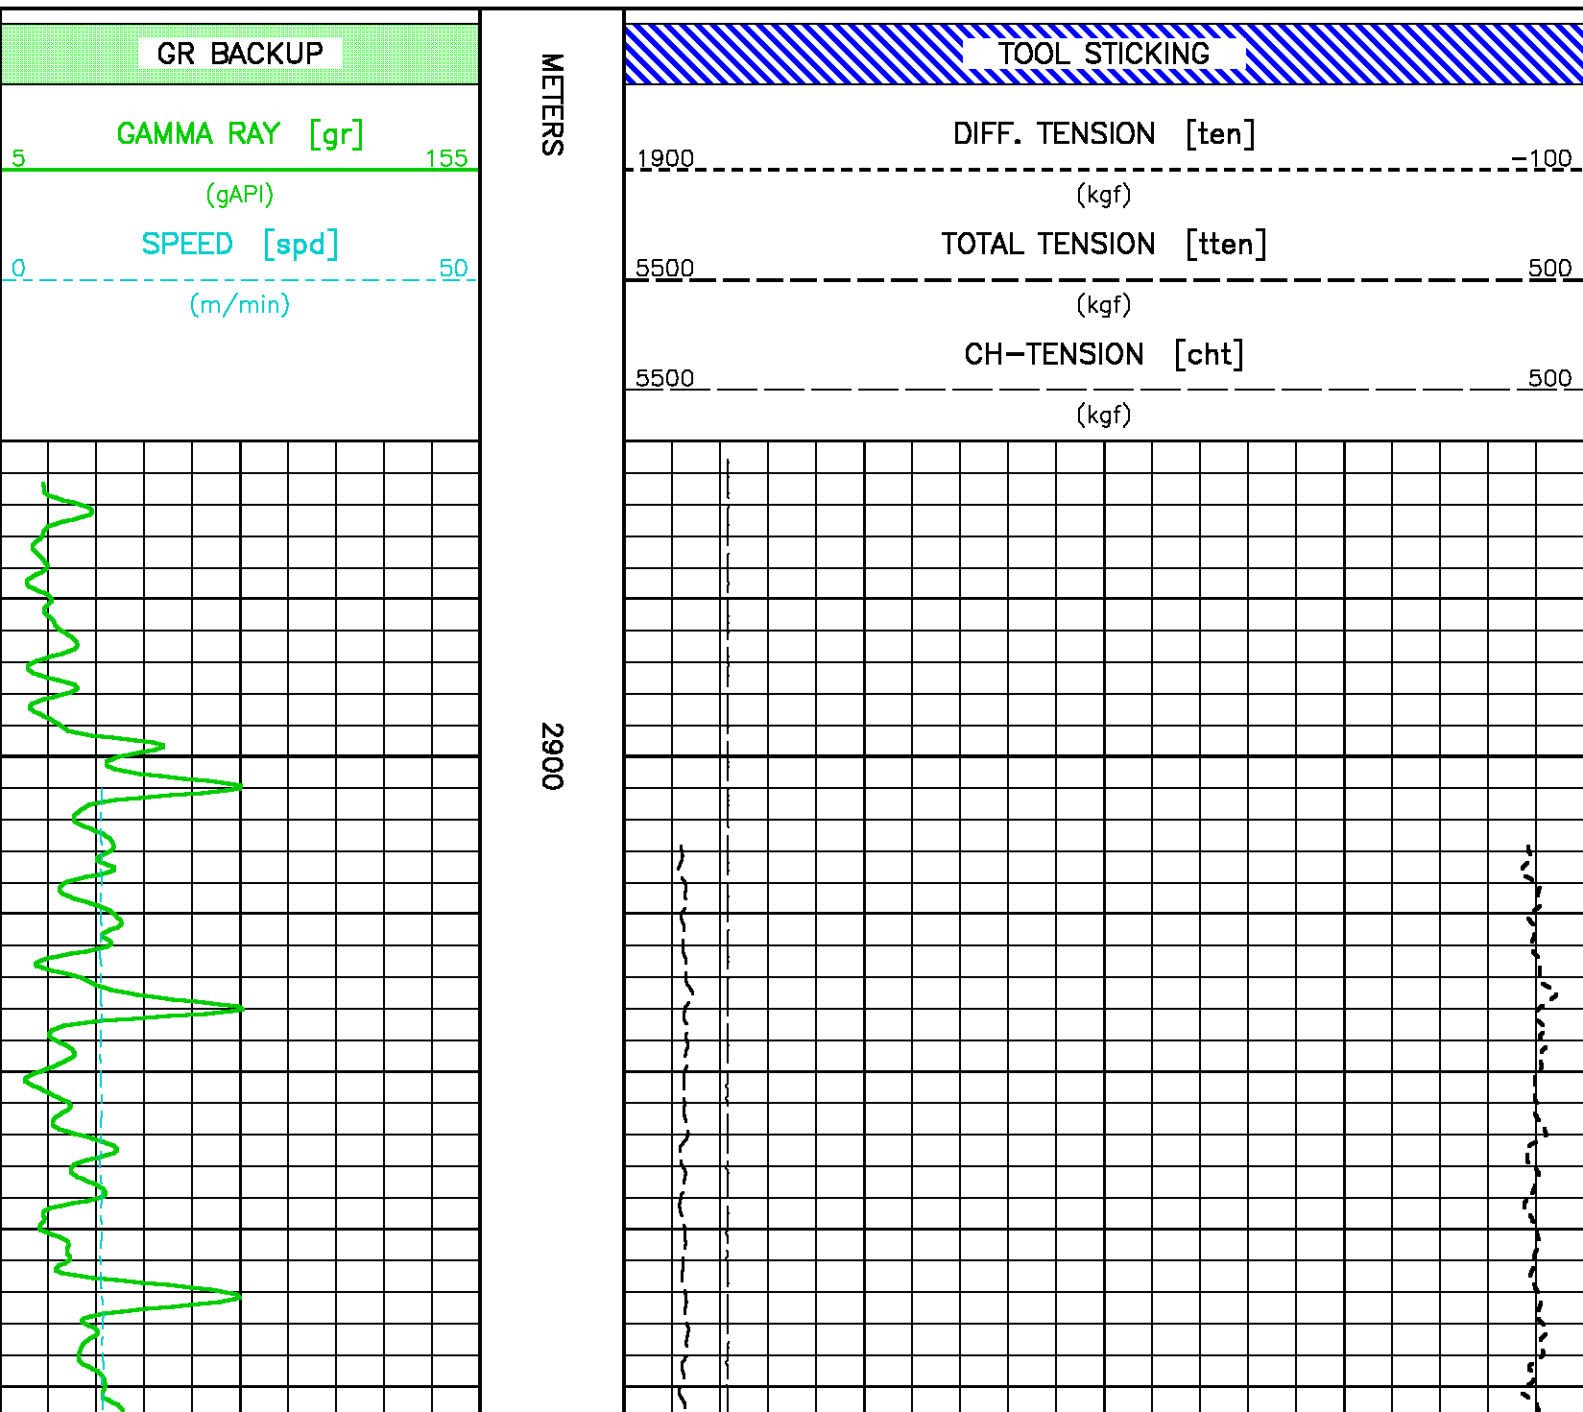 GR BACKUP
GAMMA RAY [gr]
5 155
(gAPI)
SPEED [spd]
0 50
(m/min)
METERS
2900
TOOL STICKING
DIFF. TENSION [ten]
1900 -100
(kgf)
TOTAL TENSION [tten]
5500 500
(kgf)
CH-TENSION [cht]
5500 500
(kgf)